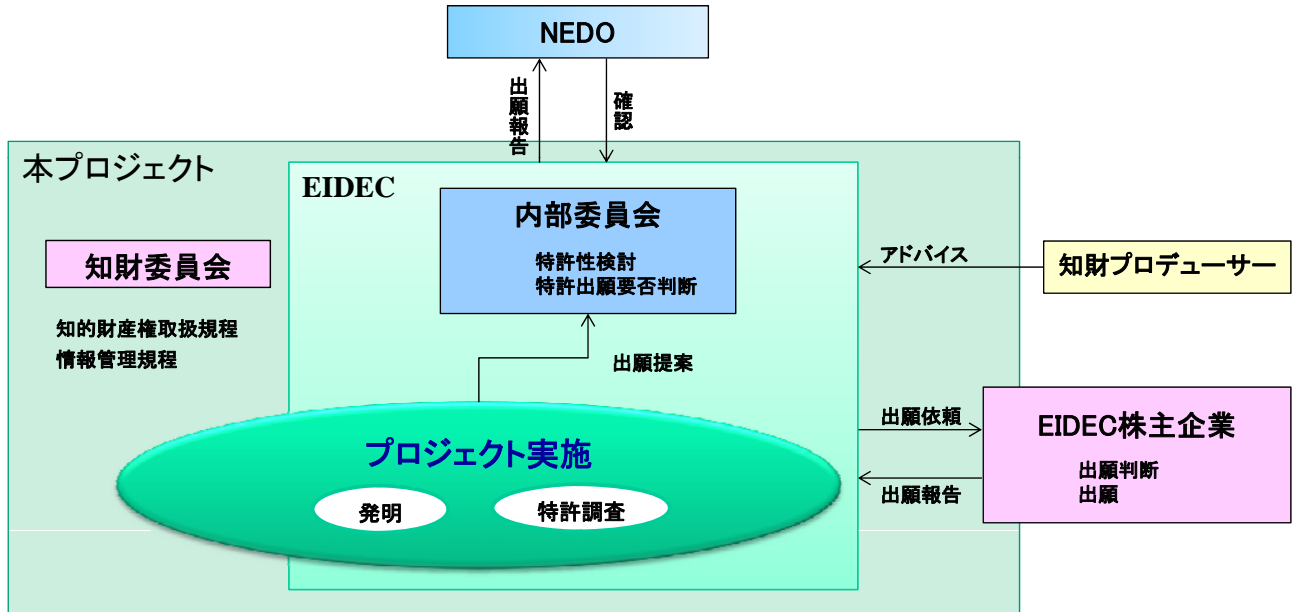 NEDO
出願報告
確認
本プロジェクト
EIDEC
内部委員会
特許性検討
特許出願要否判断
知財委員会
知的財産権取扱規程
情報管理規程
アドバイス
知財プロデューサー
出願提案
プロジェクト実施
発明
特許調査
出願依頼
出願報告
EIDEC株主企業
出願判断
出願